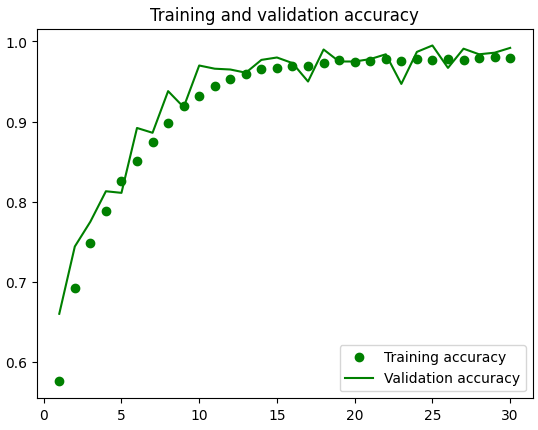 Training and validation accuracy
1.0
0.9
0.8
0.7
0.6
Training accuracy
Validation accuracy
0 5 10 15 20 25 30